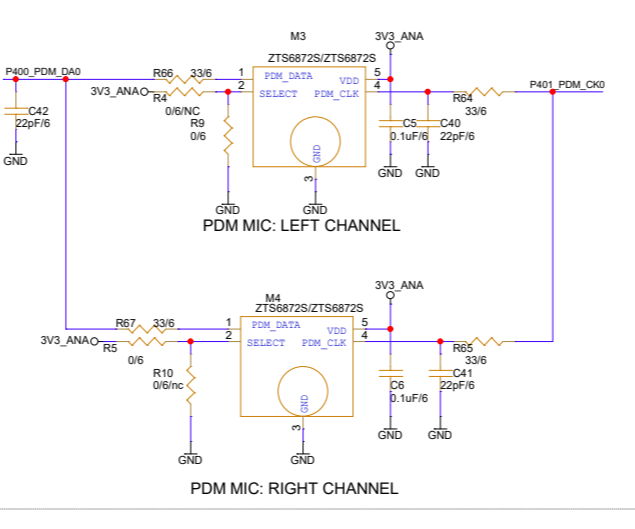 M3
3V3_ANA
ZTS6872S/ZTS6872S
P400_PDM_DA0
R66
33/6
1
PDM_DATA
VDD
5
3V3_ANA
R4
2
SELECT
PDM_CLK
4
P401_PDM_CK0
R64
33/6
0/6/NC
C42
22pF/6
R9
0/6
C5
0.1uF/6
C40
22pF/6
GND
GND
3
GND
GND
GND
GND
PDM MIC: LEFT CHANNEL
3V3_ANA
M4
ZTS6872S/ZTS6872S
R67
33/6
1
PDM_DATA
VDD
5
3V3_ANA
R5
2
SELECT
PDM_CLK
4
R65
33/6
0/6
R10
0/6/nc
C6
0.1uF/6
C41
22pF/6
GND
3
GND
GND
GND
GND
PDM MIC: RIGHT CHANNEL